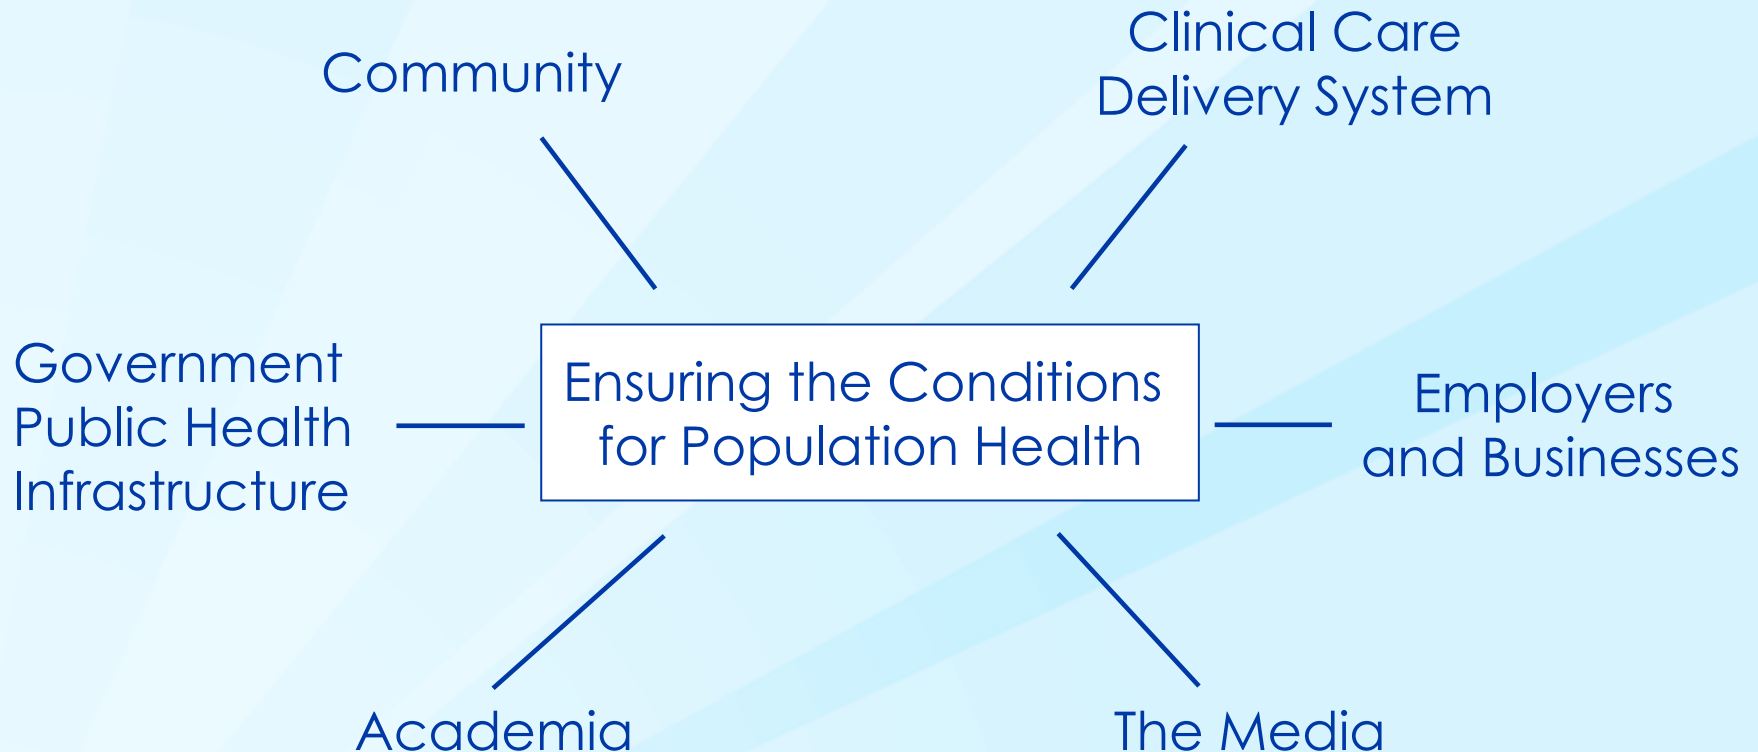 Community
Clinical Care
Delivery System
Government
Public Health
Infrastructure
Ensuring the Conditions
for Population Health
Employers
and Businesses
Academia
The Media